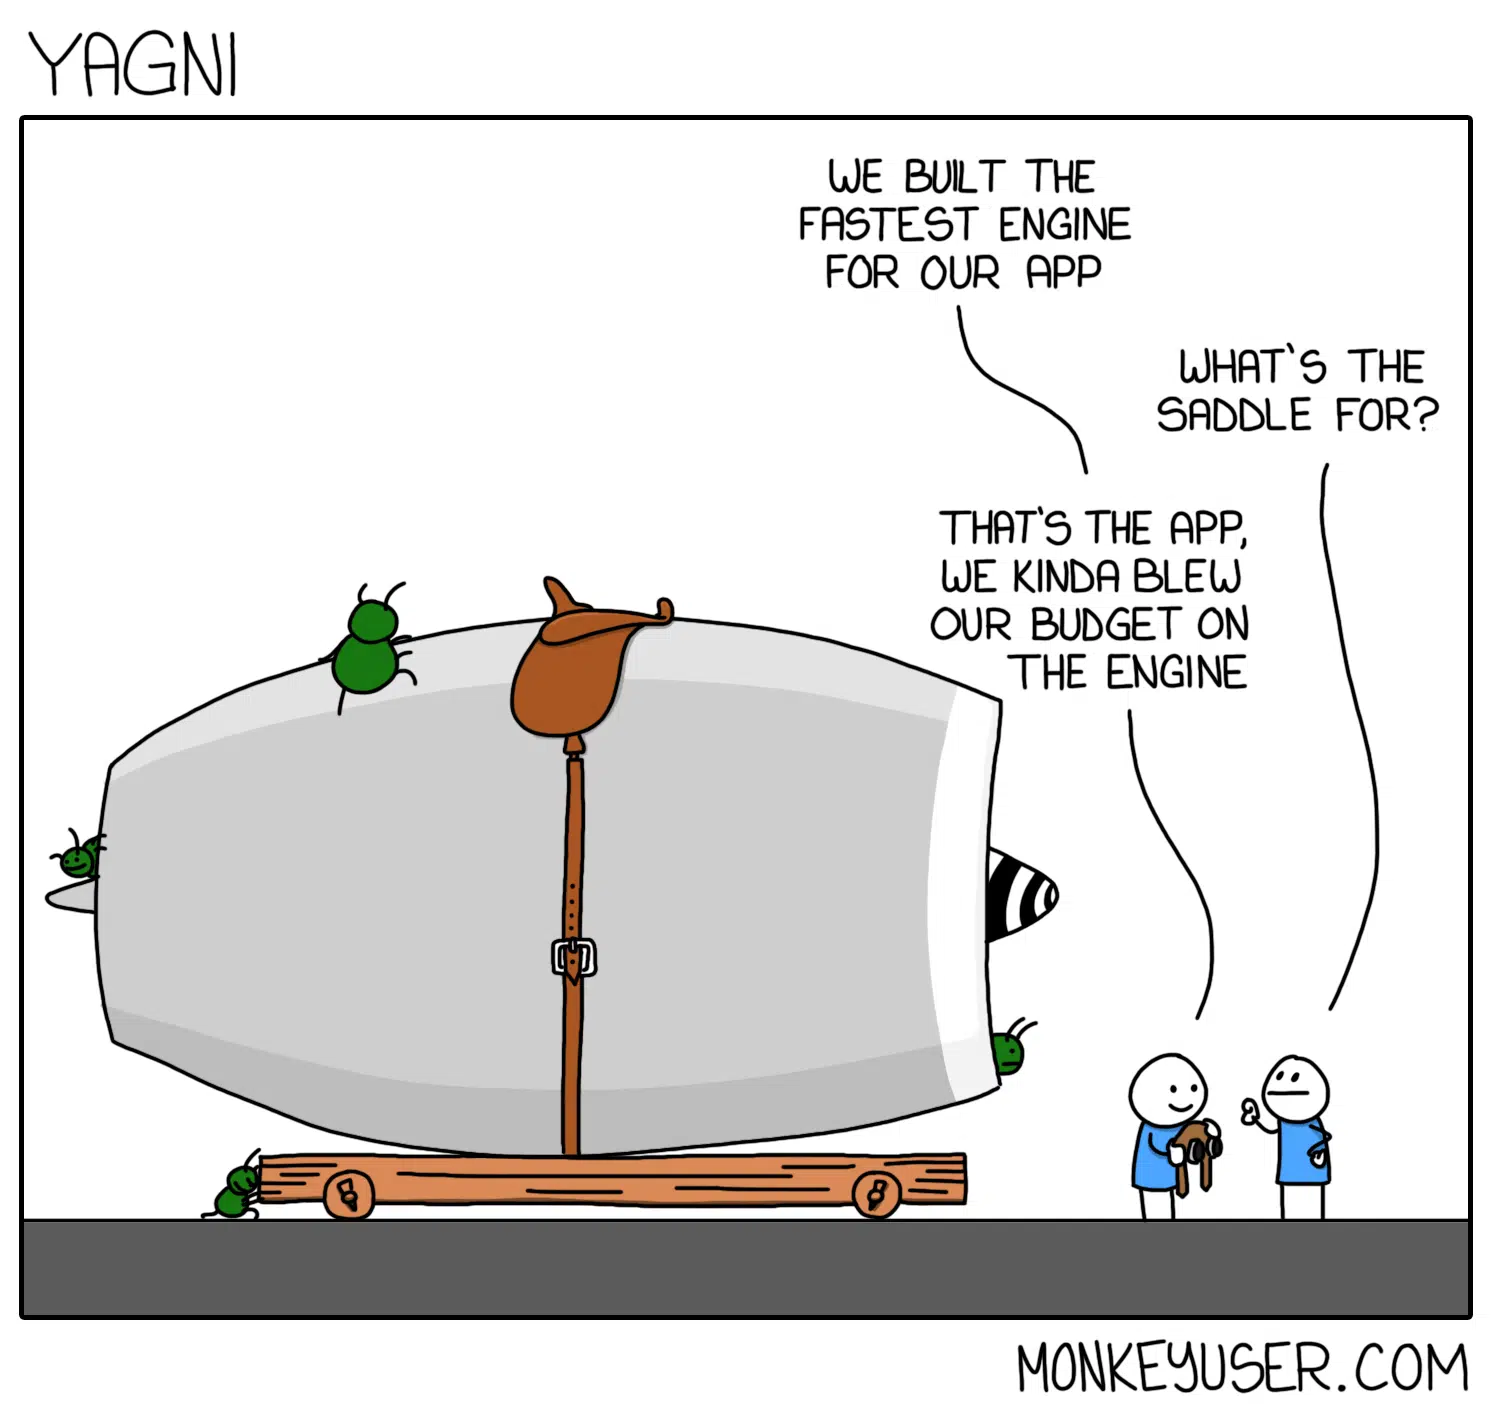 YAGNI
WE BUILT THE
FASTEST ENGINE
FOR OUR APP
WHAT'S THE
SADDLE FOR?
THAT'S THE APP,
WE KINDA BLEW
OUR BUDGET ON
THE ENGINE
MONKEYUSER.COM